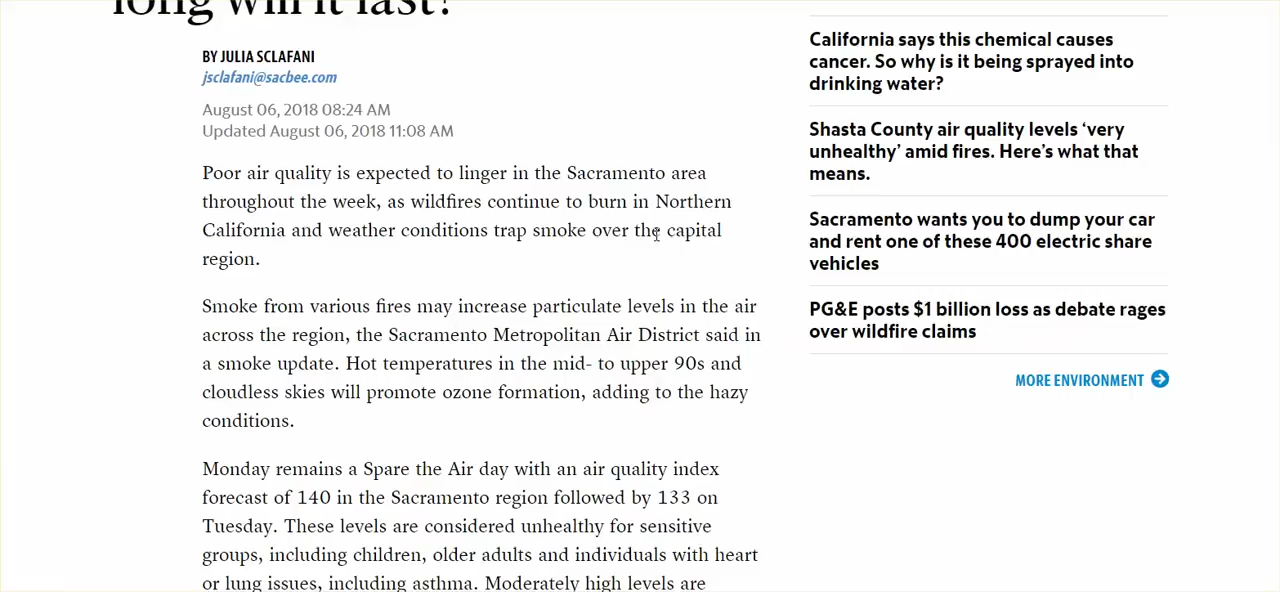 long will it last?
BY JULIA SCLAFANI
jsclafani@sacbee.com
August 06, 2018 08:24 AM
Updated August 06, 2018 11:08 AM
Poor air quality is expected to linger in the Sacramento area
throughout the week, as wildfires continue to burn in Northern
California and weather conditions trap smoke over the capital
region.
Smoke from various fires may increase particulate levels in the air
across the region, the Sacramento Metropolitan Air District said in
a smoke update. Hot temperatures in the mid- to upper 90s and
cloudless skies will promote ozone formation, adding to the hazy
conditions.
Monday remains a Spare the Air day with an air quality index
forecast of 140 in the Sacramento region followed by 133 on
Tuesday. These levels are considered unhealthy for sensitive
groups, including children, older adults and individuals with heart
or lung issues, including asthma. Moderately high levels are
California says this chemical causes
cancer. So why is it being sprayed into
drinking water?
Shasta County air quality levels ‘very
unhealthy’ amid fires. Here’s what that
means.
Sacramento wants you to dump your car
and rent one of these 400 electric share
vehicles
PG&E posts $1 billion loss as debate rages
over wildfire claims
MORE ENVIRONMENT